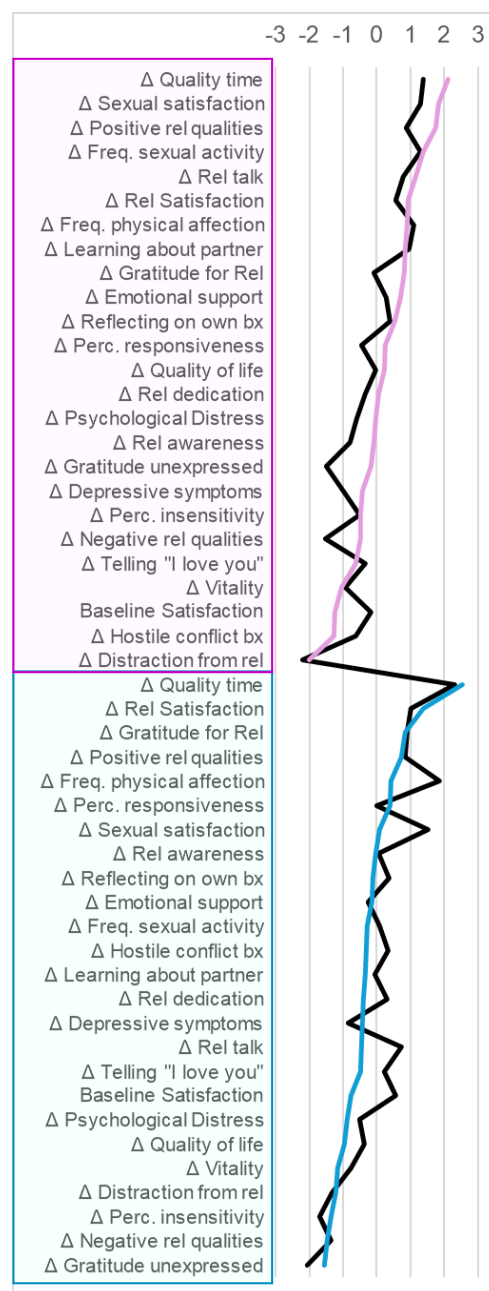 -3 -2 -1 0 1 2 3
Δ Quality time
Δ Sexual satisfaction
Δ Positive rel qualities
Δ Freq. sexual activity
Δ Rel talk
Δ Rel Satisfaction
Δ Freq. physical affection
Δ Learning about partner
Δ Gratitude for Rel
Δ Emotional support
Δ Reflecting on own bx
Δ Perc. responsiveness
Δ Quality of life
Δ Rel dedication
Δ Psychological Distress
Δ Rel awareness
Δ Gratitude unexpressed
Δ Depressive symptoms
Δ Perc. insensitivity
Δ Negative rel qualities
Δ Telling "I love you"
Δ Vitality
Baseline Satisfaction
Δ Hostile conflict bx
Δ Distraction from rel
Δ Quality time
Δ Rel Satisfaction
Δ Gratitude for Rel
Δ Positive rel qualities
Δ Freq. physical affection
Δ Perc. responsiveness
Δ Sexual satisfaction
Δ Rel awareness
Δ Reflecting on own bx
Δ Emotional support
Δ Freq. sexual activity
Δ Hostile conflict bx
Δ Learning about partner
Δ Rel dedication
Δ Depressive symptoms
Δ Rel talk
Δ Telling "I love you"
Baseline Satisfaction
Δ Psychological Distress
Δ Quality of life
Δ Vitality
Δ Distraction from rel
Δ Perc. insensitivity
Δ Negative rel qualities
Δ Gratitude unexpressed